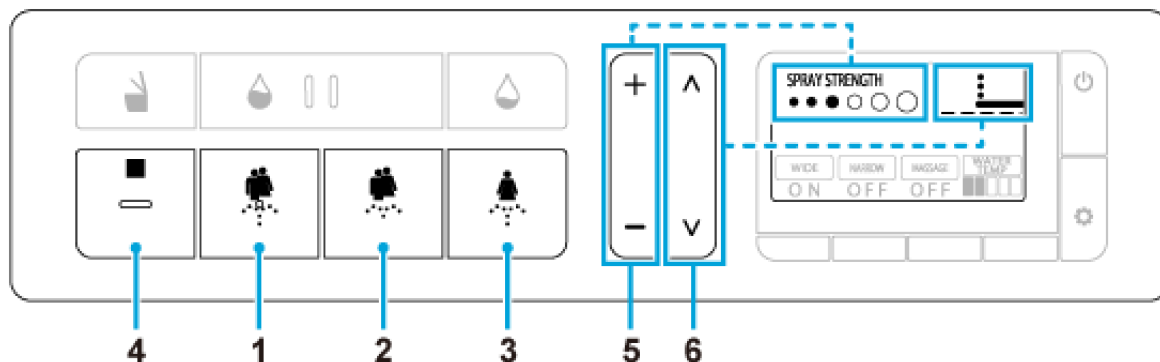 SPRAY STRENGTH
+ ∧
− ∨
WIDE NARROW MASSAGE WATER TEMP
ON OFF OFF
4 1 2 3 5 6